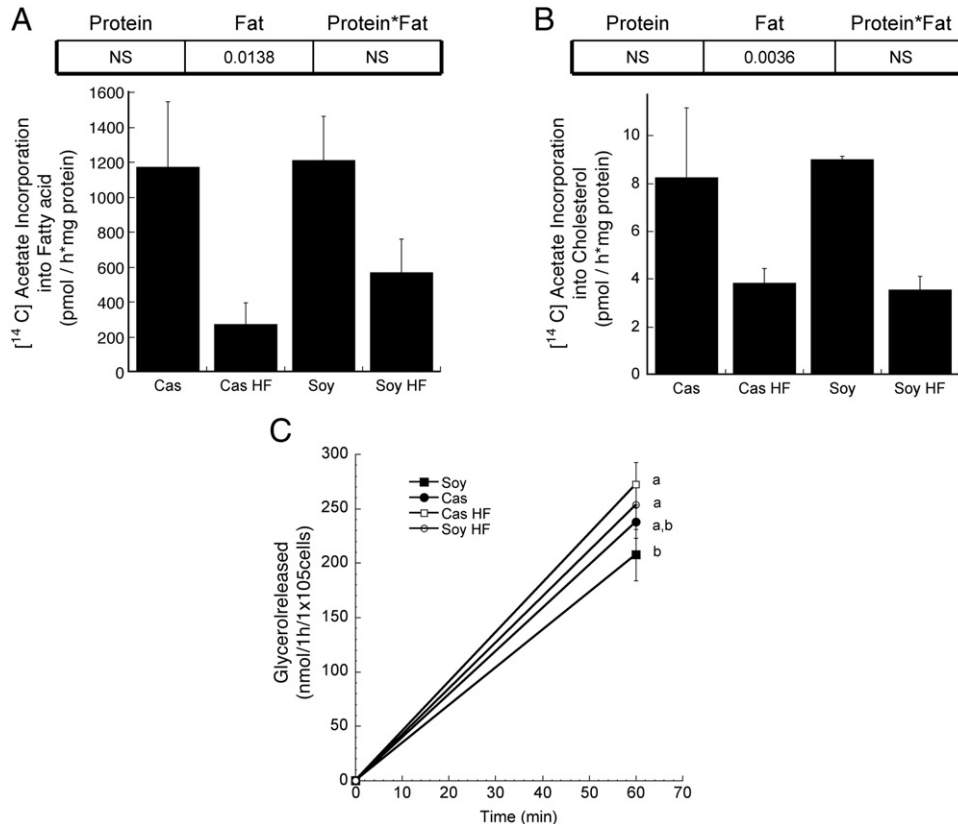 A
Protein Fat Protein*Fat
NS 0.0138 NS
[14 C] Acetate Incorporation
into Fatty acid
(pmol / h*mg protein)
1600
1400
1200
1000
800
600
400
200
0
Cas Cas HF Soy Soy HF
B
Protein Fat Protein*Fat
NS 0.0036 NS
[14 C] Acetate Incorporation
into Cholesterol
(pmol / h*mg protein)
10
8
6
4
2
0
Cas Cas HF Soy Soy HF
C
Glycerolreleased
(nmol/1h/1x105cells)
300
250
200
150
100
50
0
Soy
Cas
Cas HF
Soy HF
a
a
a,b
b
0 10 20 30 40 50 60 70
Time (min)